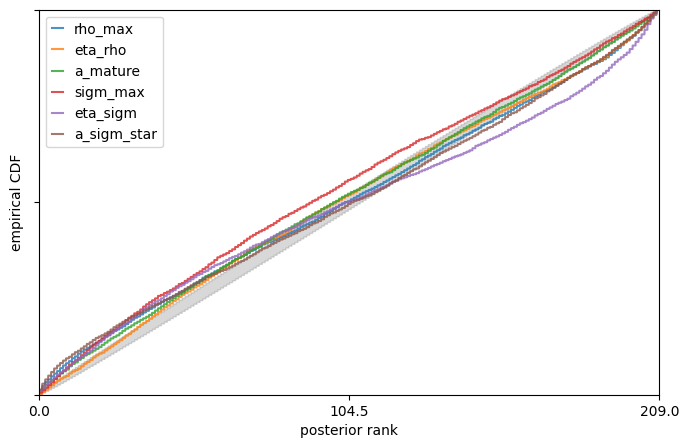 rho_max
eta_rho
a_mature
sigm_max
eta_sigm
a_sigm_star
empirical CDF
0.0
104.5
209.0
posterior rank